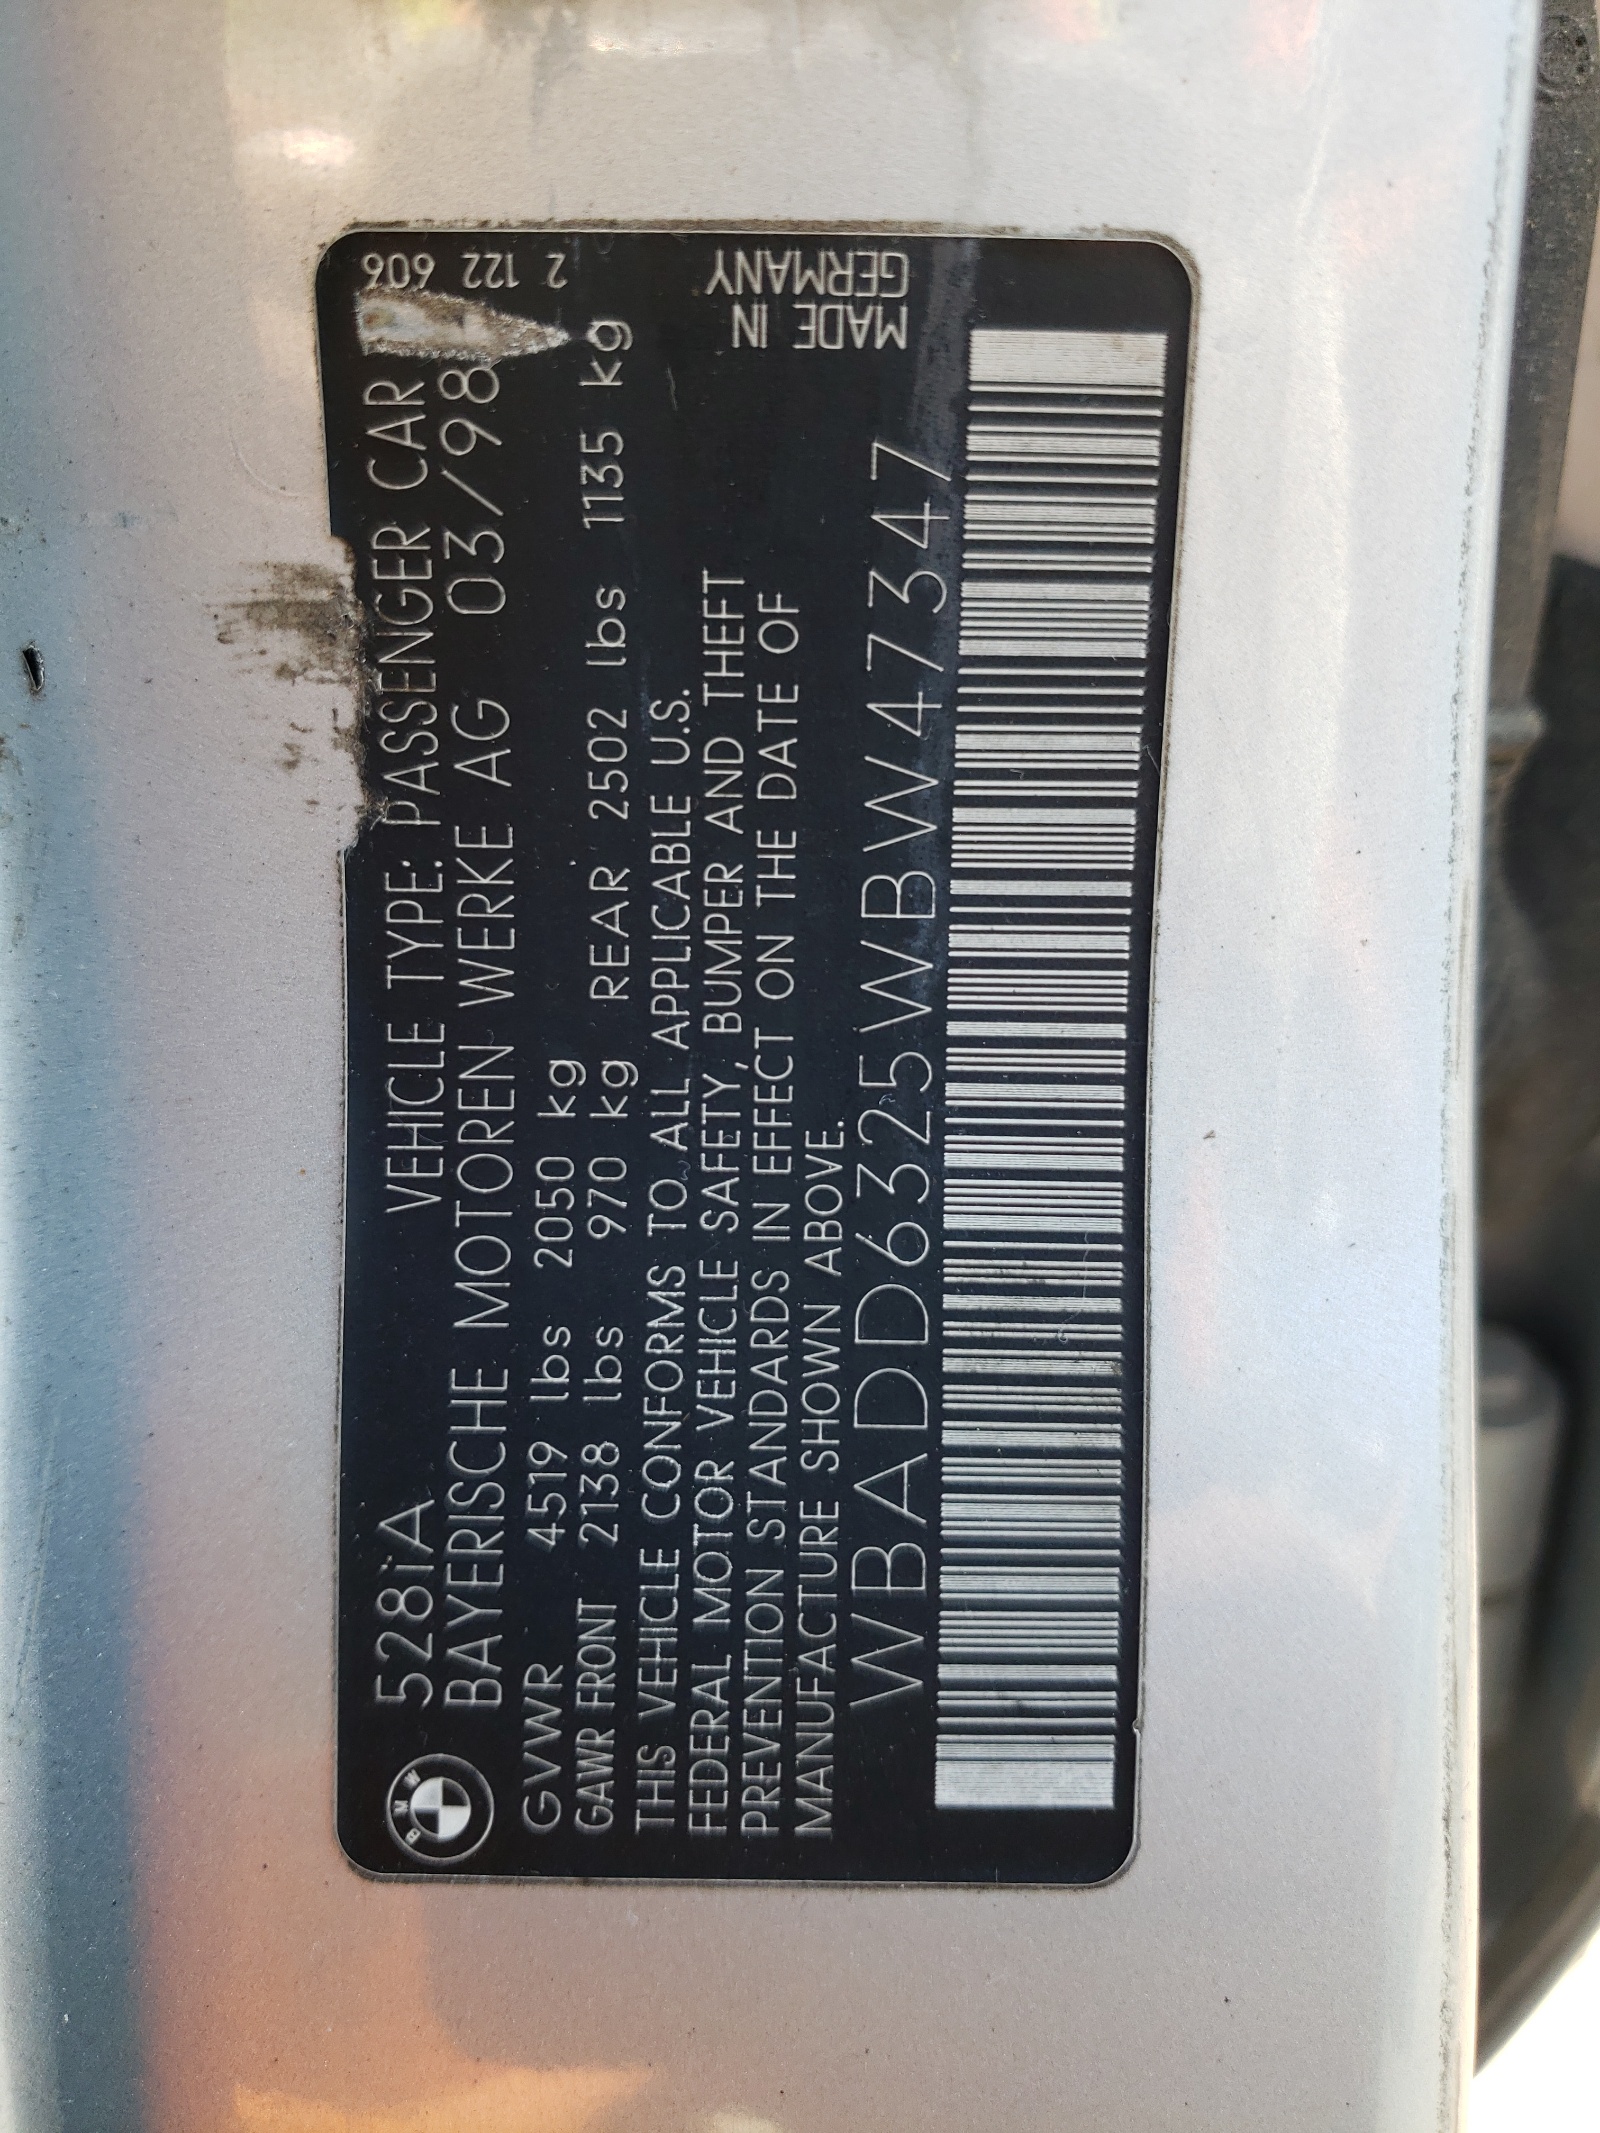 BMW
528iA VEHICLE TYPE: PASSENGER CAR
BAYERISCHE MOTOREN WERKE AG 03/98
GVWR 4519 lbs 2050 kg
GAWR FRONT 2138 lbs 970 kg REAR 2502 lbs 1135 kg
THIS VEHICLE CONFORMS TO ALL APPLICABLE U.S.
FEDERAL MOTOR VEHICLE SAFETY, BUMPER AND THEFT
PREVENTION STANDARDS IN EFFECT ON THE DATE OF
MANUFACTURE SHOWN ABOVE.
WBADD6325WBW47347
2 122 606
MADE IN
GERMANY